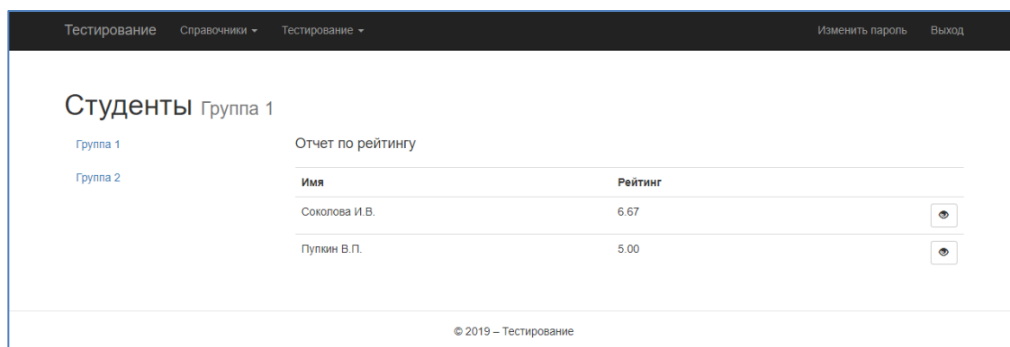 Тестирование Справочники Тестирование Изменить пароль Выход
Студенты Группа 1
Группа 1
Группа 2
Отчет по рейтингу
Имя Рейтинг
Соколова И.В. 6.67
Пупкин В.П. 5.00
© 2019 – Тестирование